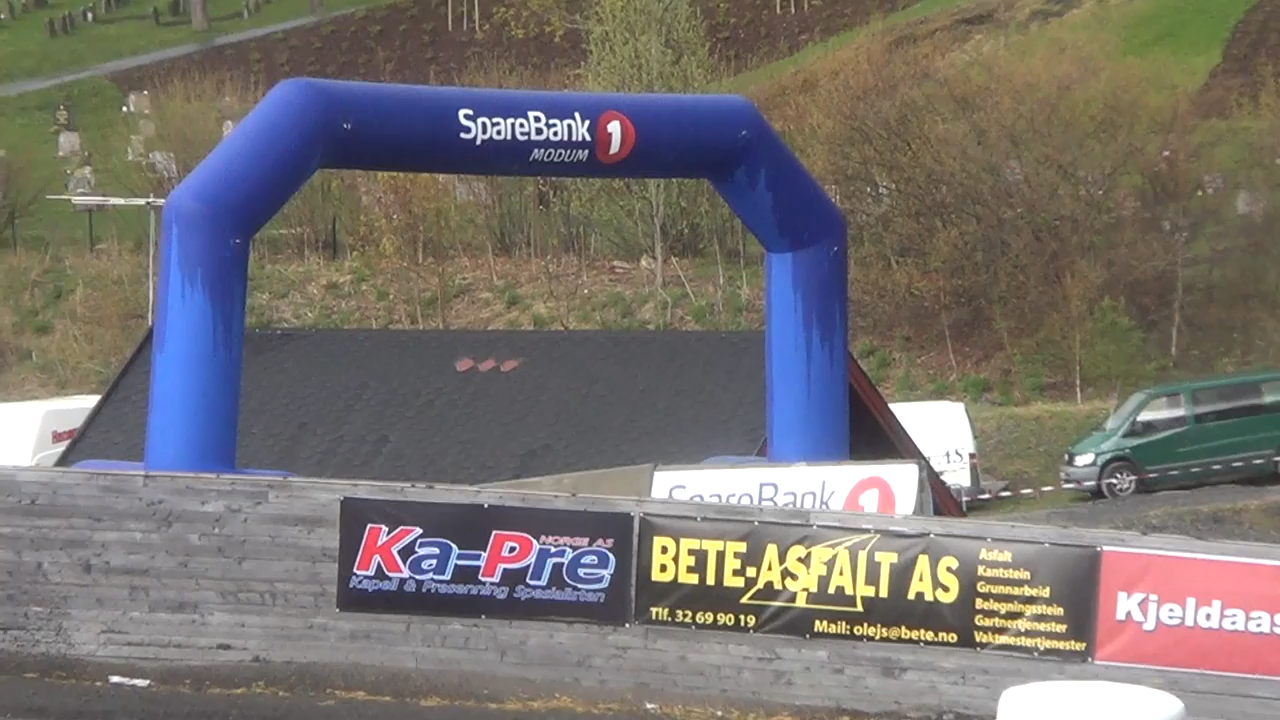 SpareBank 1
MODUM
SpareBank 1
Ka-Pre
NORGE AS
Kapell & Presenning Spesialisten
BETE-ASFALT AS
Tlf. 32 69 90 19
Mail: olejs@bete.no
Asfalt
Kantstein
Grunnarbeid
Belegningsstein
Gartnertjenester
Vaktmestertjenester
Kjeldaas